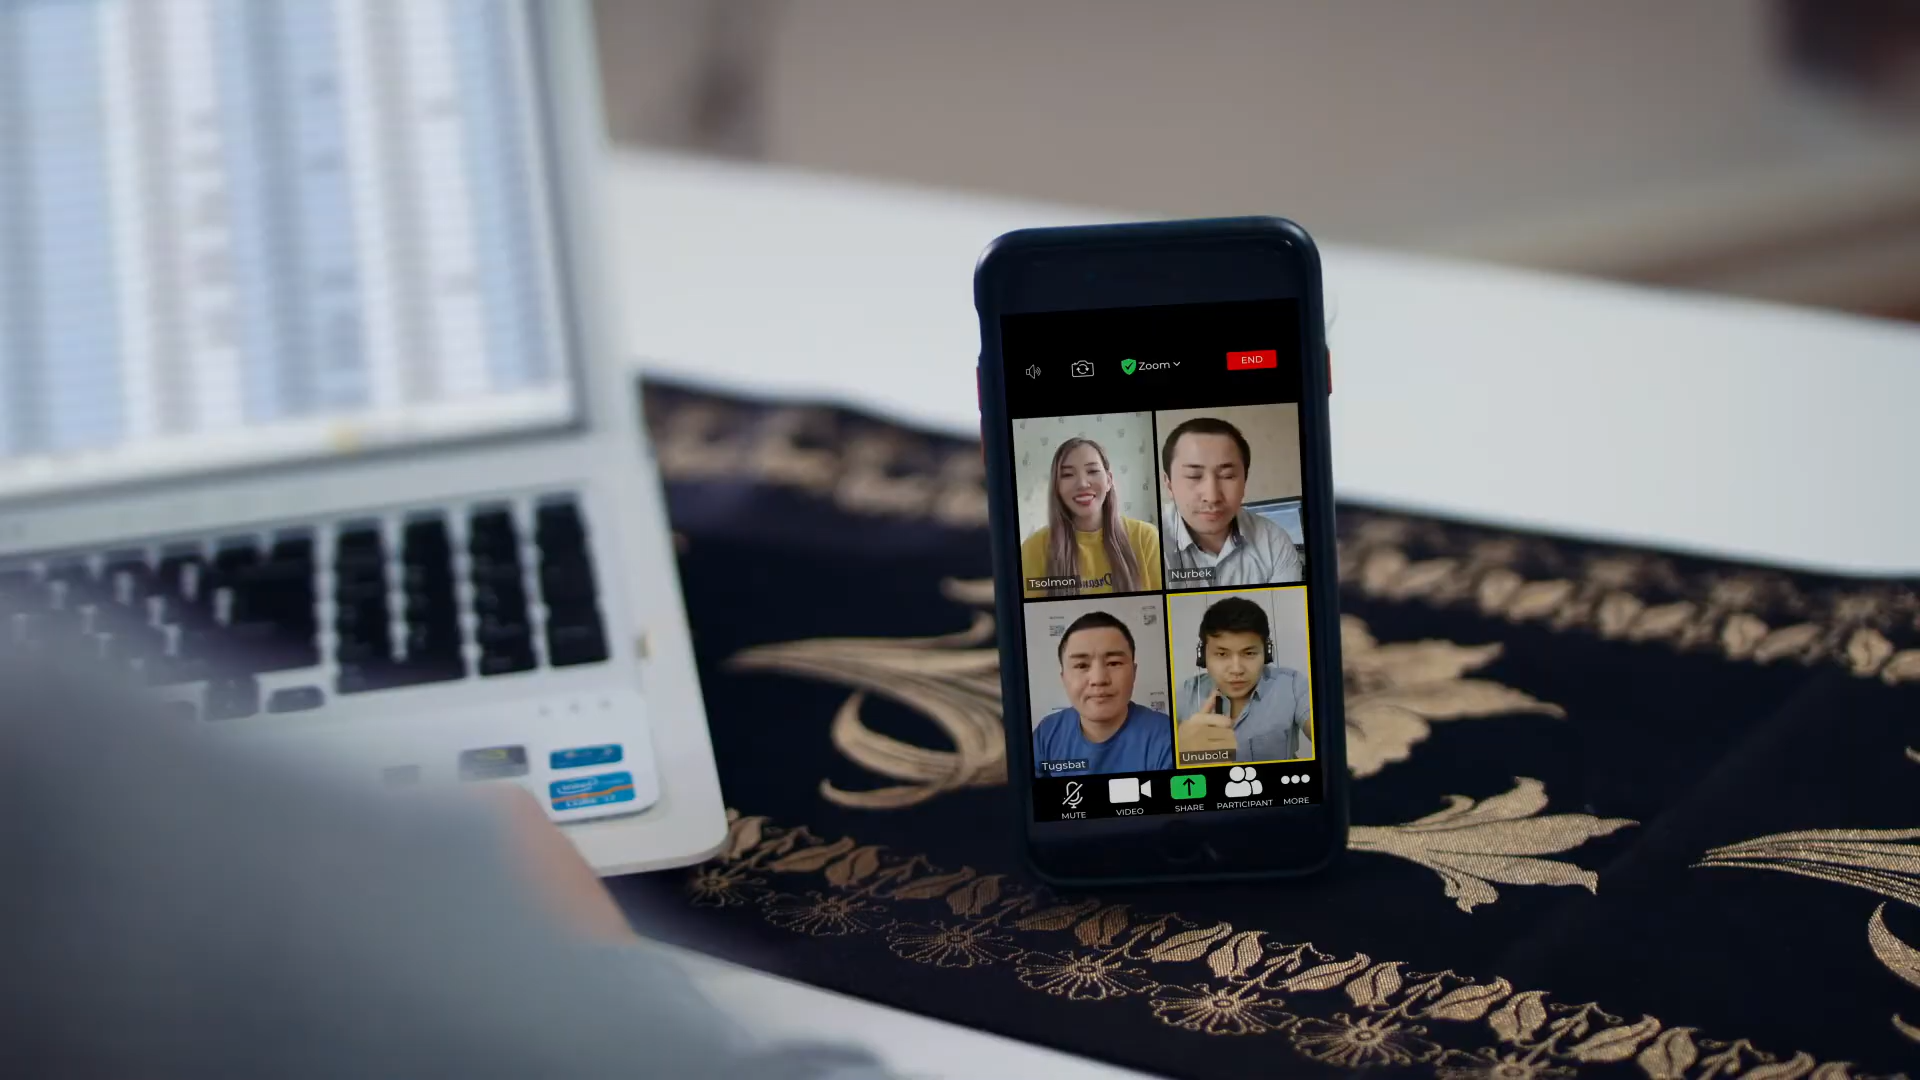 Zoom
END
Tsolmon
Nurbek
Tugsbat
Unubold
MUTE
VIDEO
SHARE
PARTICIPANT
MORE